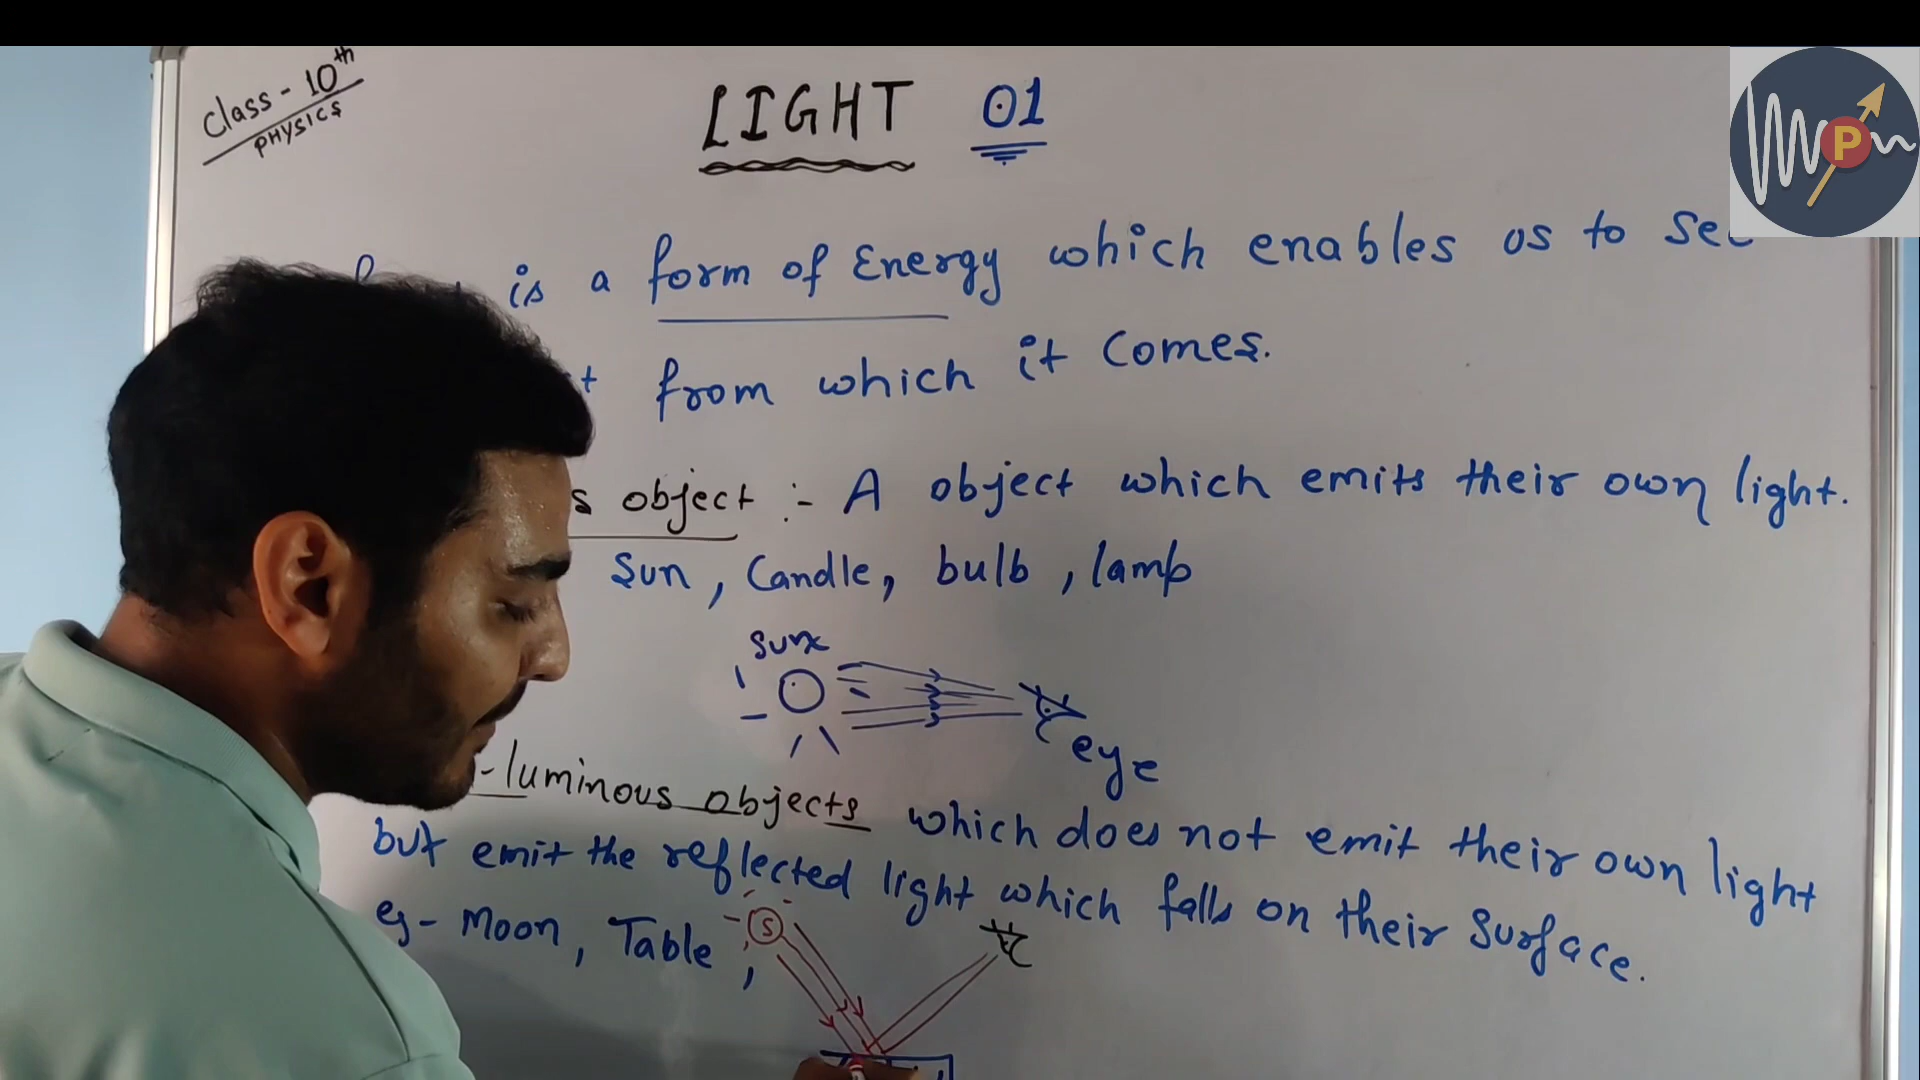 Class - 10th
PHYSICS
LIGHT 01
is a form of Energy which enables us to see
from which it comes.
s object :- A object which emits their own light.
Sun, Candle, bulb, lamp
Sun
eye
-luminous objects which does not emit their own light
but emit the reflected light which falls on their surface.
eg- Moon, Table,
S
P